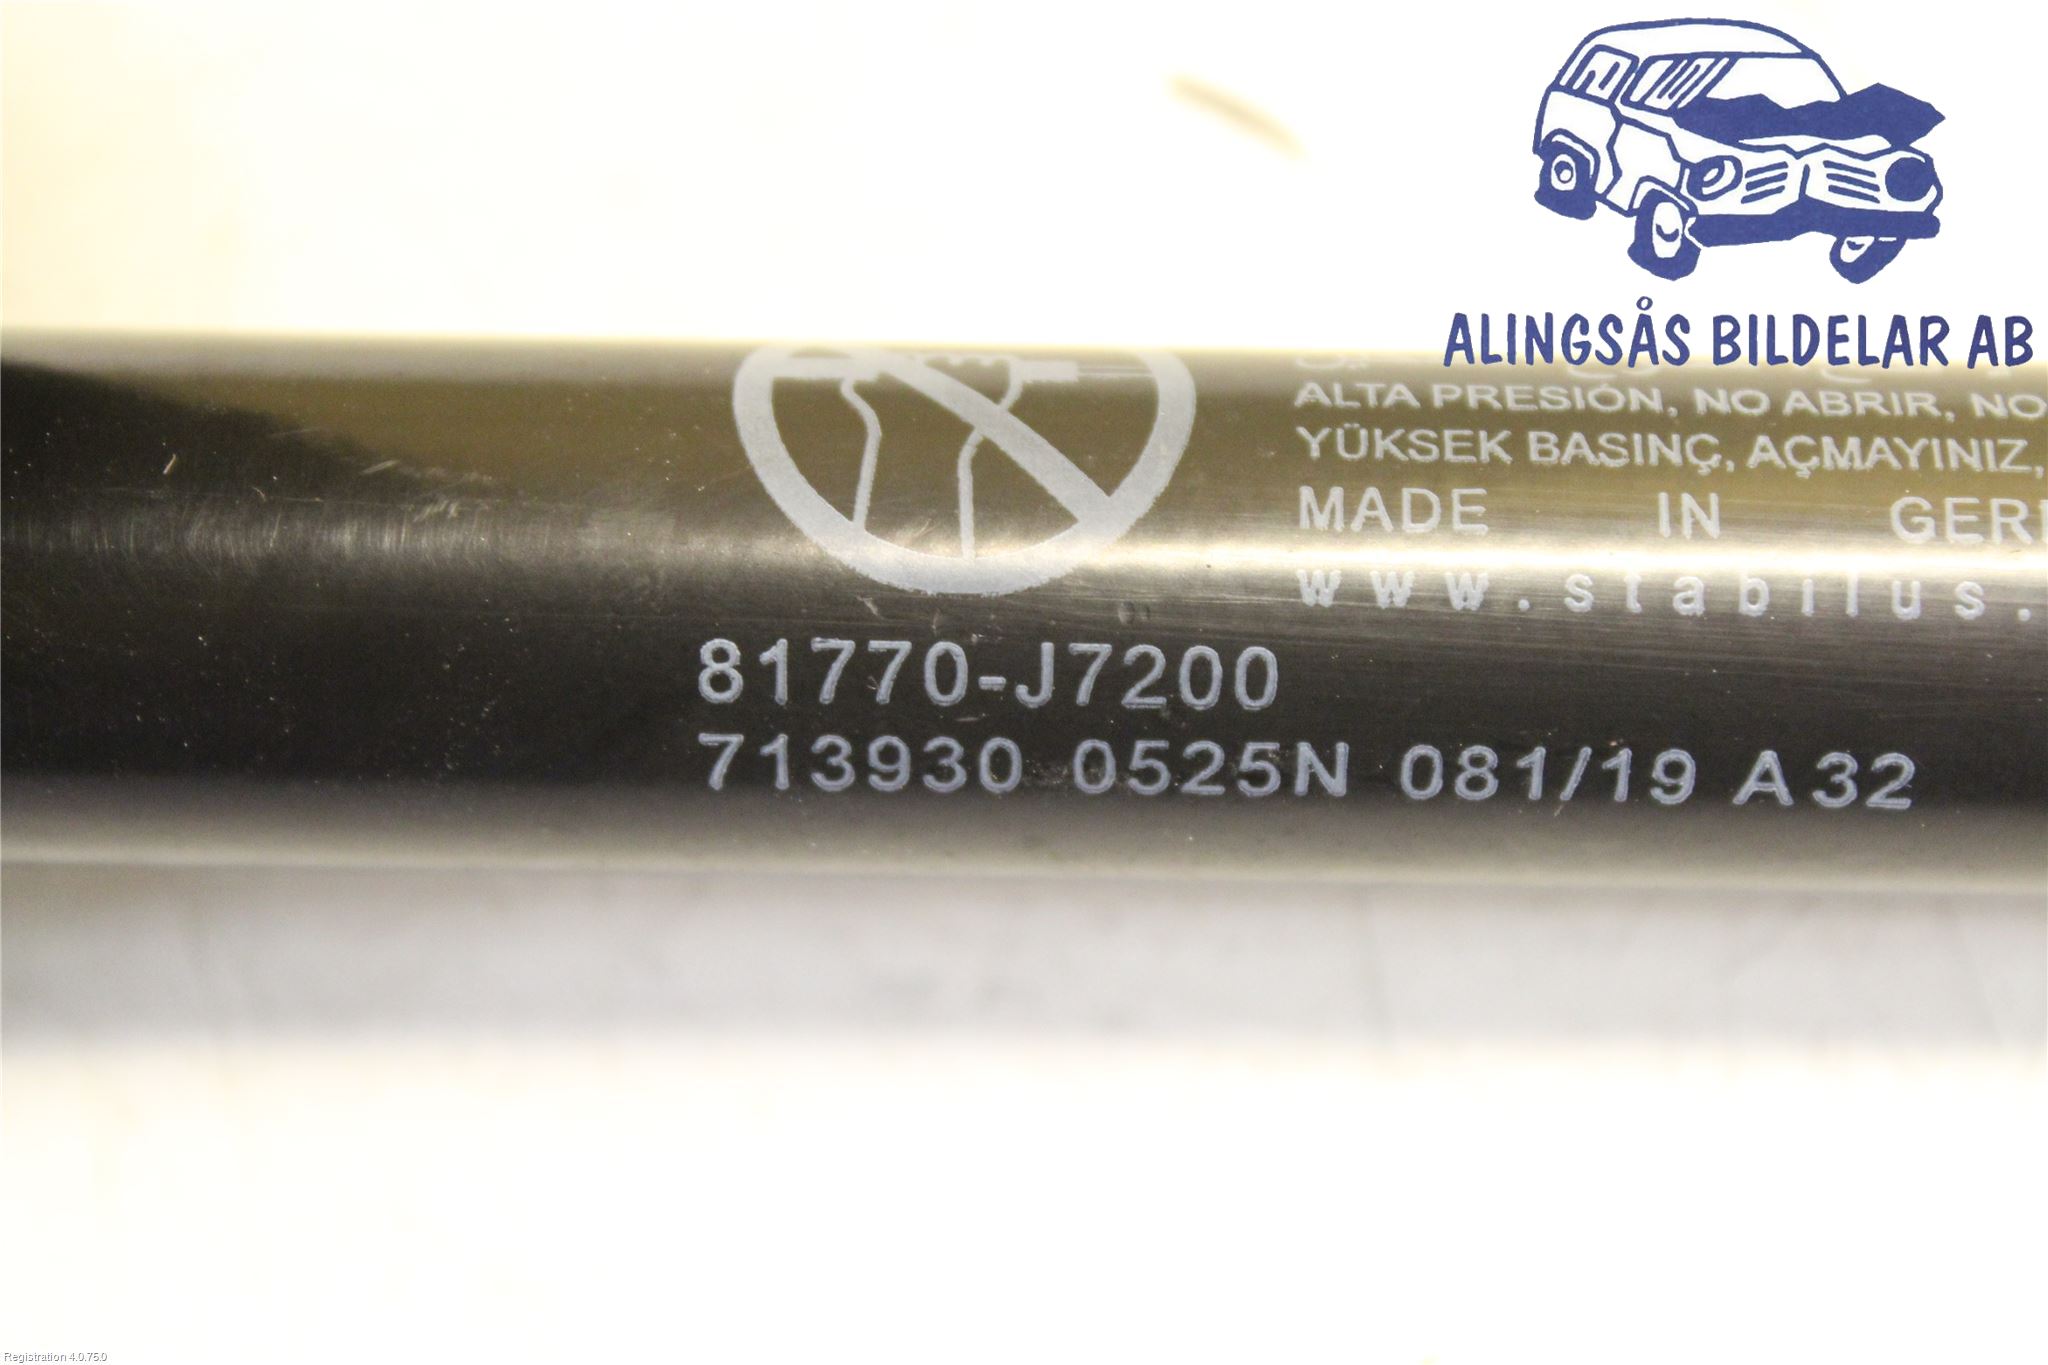 ALINGSÅS BILDELAR AB
ALTA PRESIÓN, NO ABRIR, NO
YÜKSEK BASINÇ, AÇMAYINIZ,
MADE IN GER
www.stabilus.
81770-J7200
713930 0525N 081/19 A32
Registration 4.0.75.0